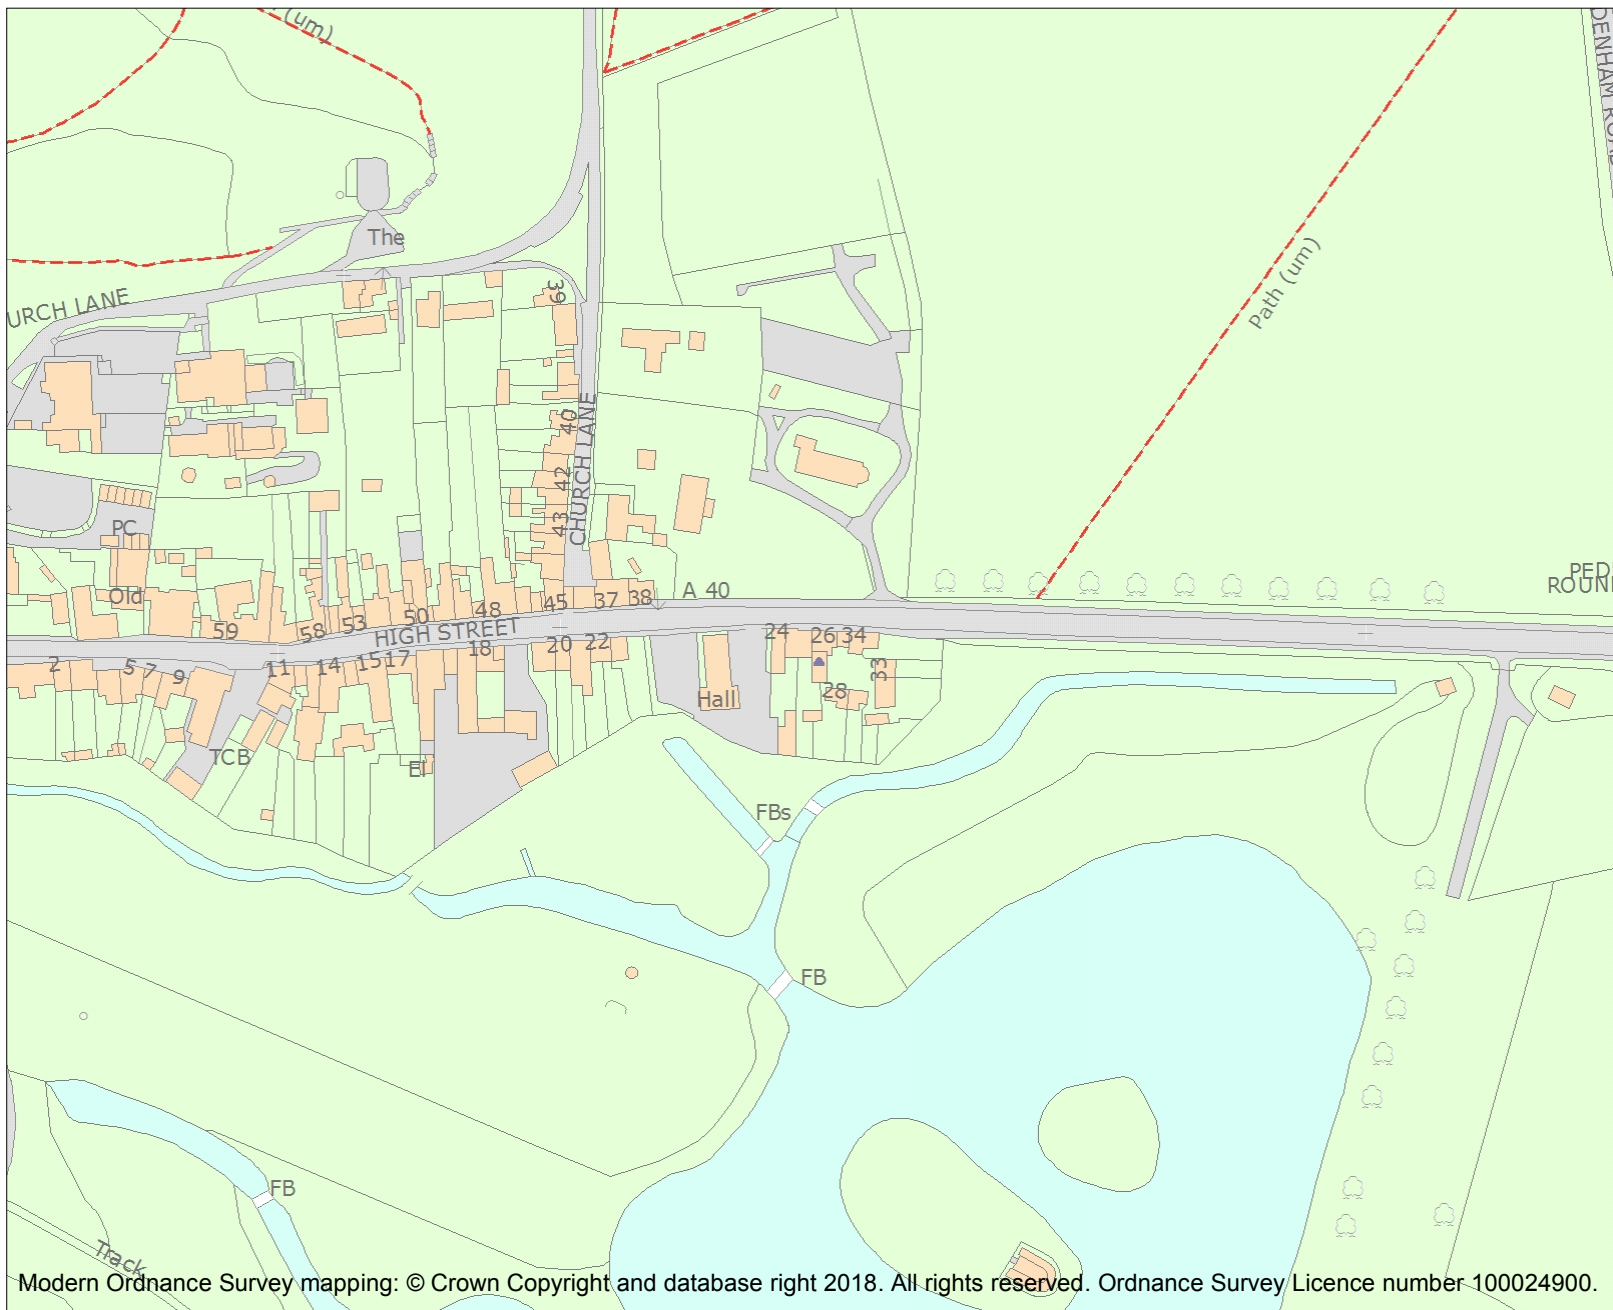 (um)
DENHAM ROAD
The
URCH LANE
39
Path (um)
40
CHURCH LANE
42
43
PC
PED
ROUN
A 40
Old
59
58
53
50
48
45
37
38
HIGH STREET
2
5
7
9
11
14
15
17
18
20
22
24
26
34
33
28
Hall
TCB
El
FBs
FB
FB
Track
Modern Ordnance Survey mapping: © Crown Copyright and database right 2018. All rights reserved. Ordnance Survey Licence number 100024900.